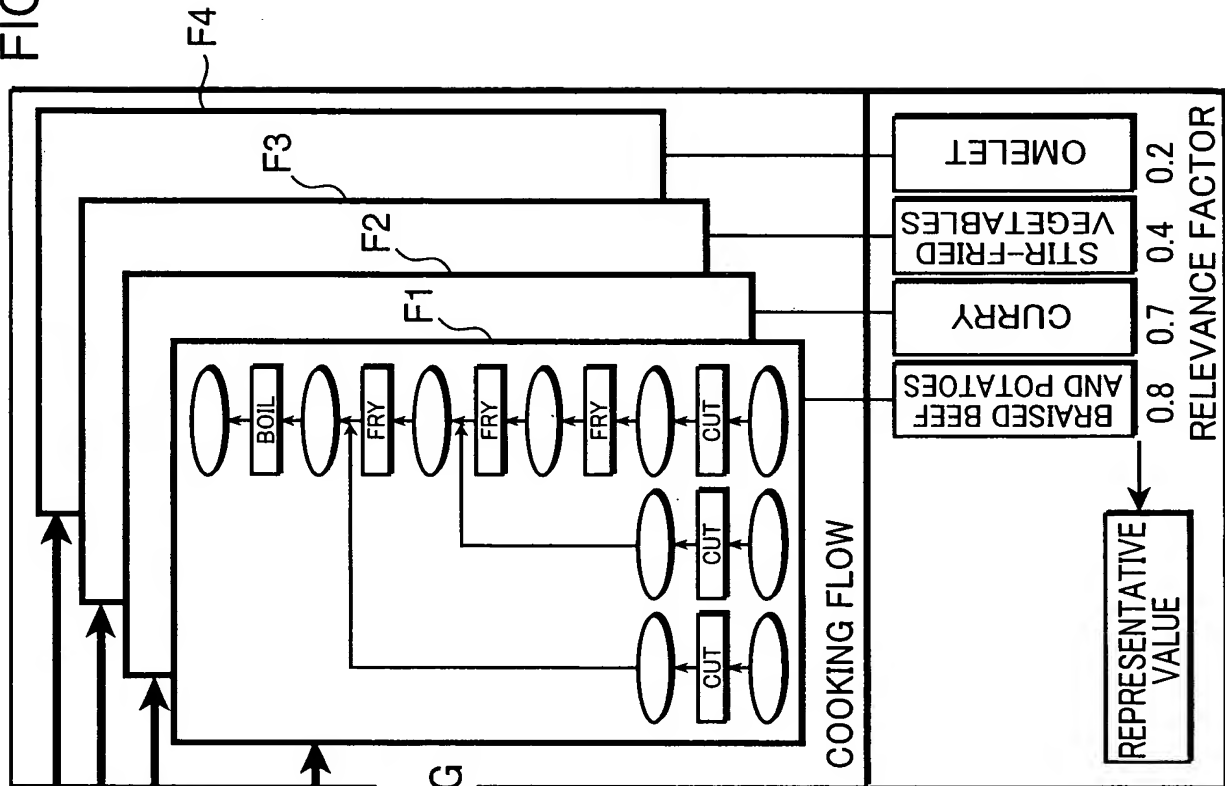 FIG
F4
F3
F2
F1
BOIL
FRY
FRY
FRY
CUT
CUT
CUT
COOKING FLOW
G
OMELET
STIR-FRIED
VEGETABLES
CURRY
BRAISED BEEF
AND POTATOES
0.8
0.7
0.4
0.2
RELEVANCE FACTOR
REPRESENTATIVE
VALUE